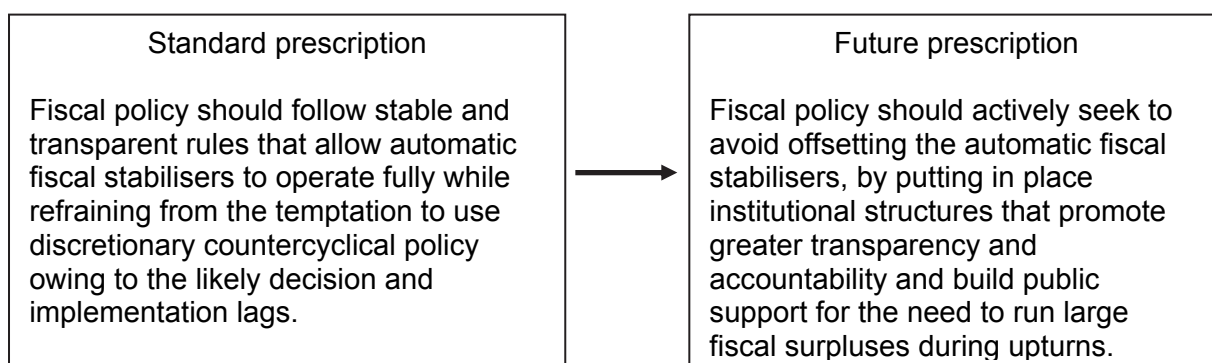 Standard prescription
Fiscal policy should follow stable and
transparent rules that allow automatic
fiscal stabilisers to operate fully while
refraining from the temptation to use
discretionary countercyclical policy
owing to the likely decision and
implementation lags.
Future prescription
Fiscal policy should actively seek to
avoid offsetting the automatic fiscal
stabilisers, by putting in place
institutional structures that promote
greater transparency and
accountability and build public
support for the need to run large
fiscal surpluses during upturns.